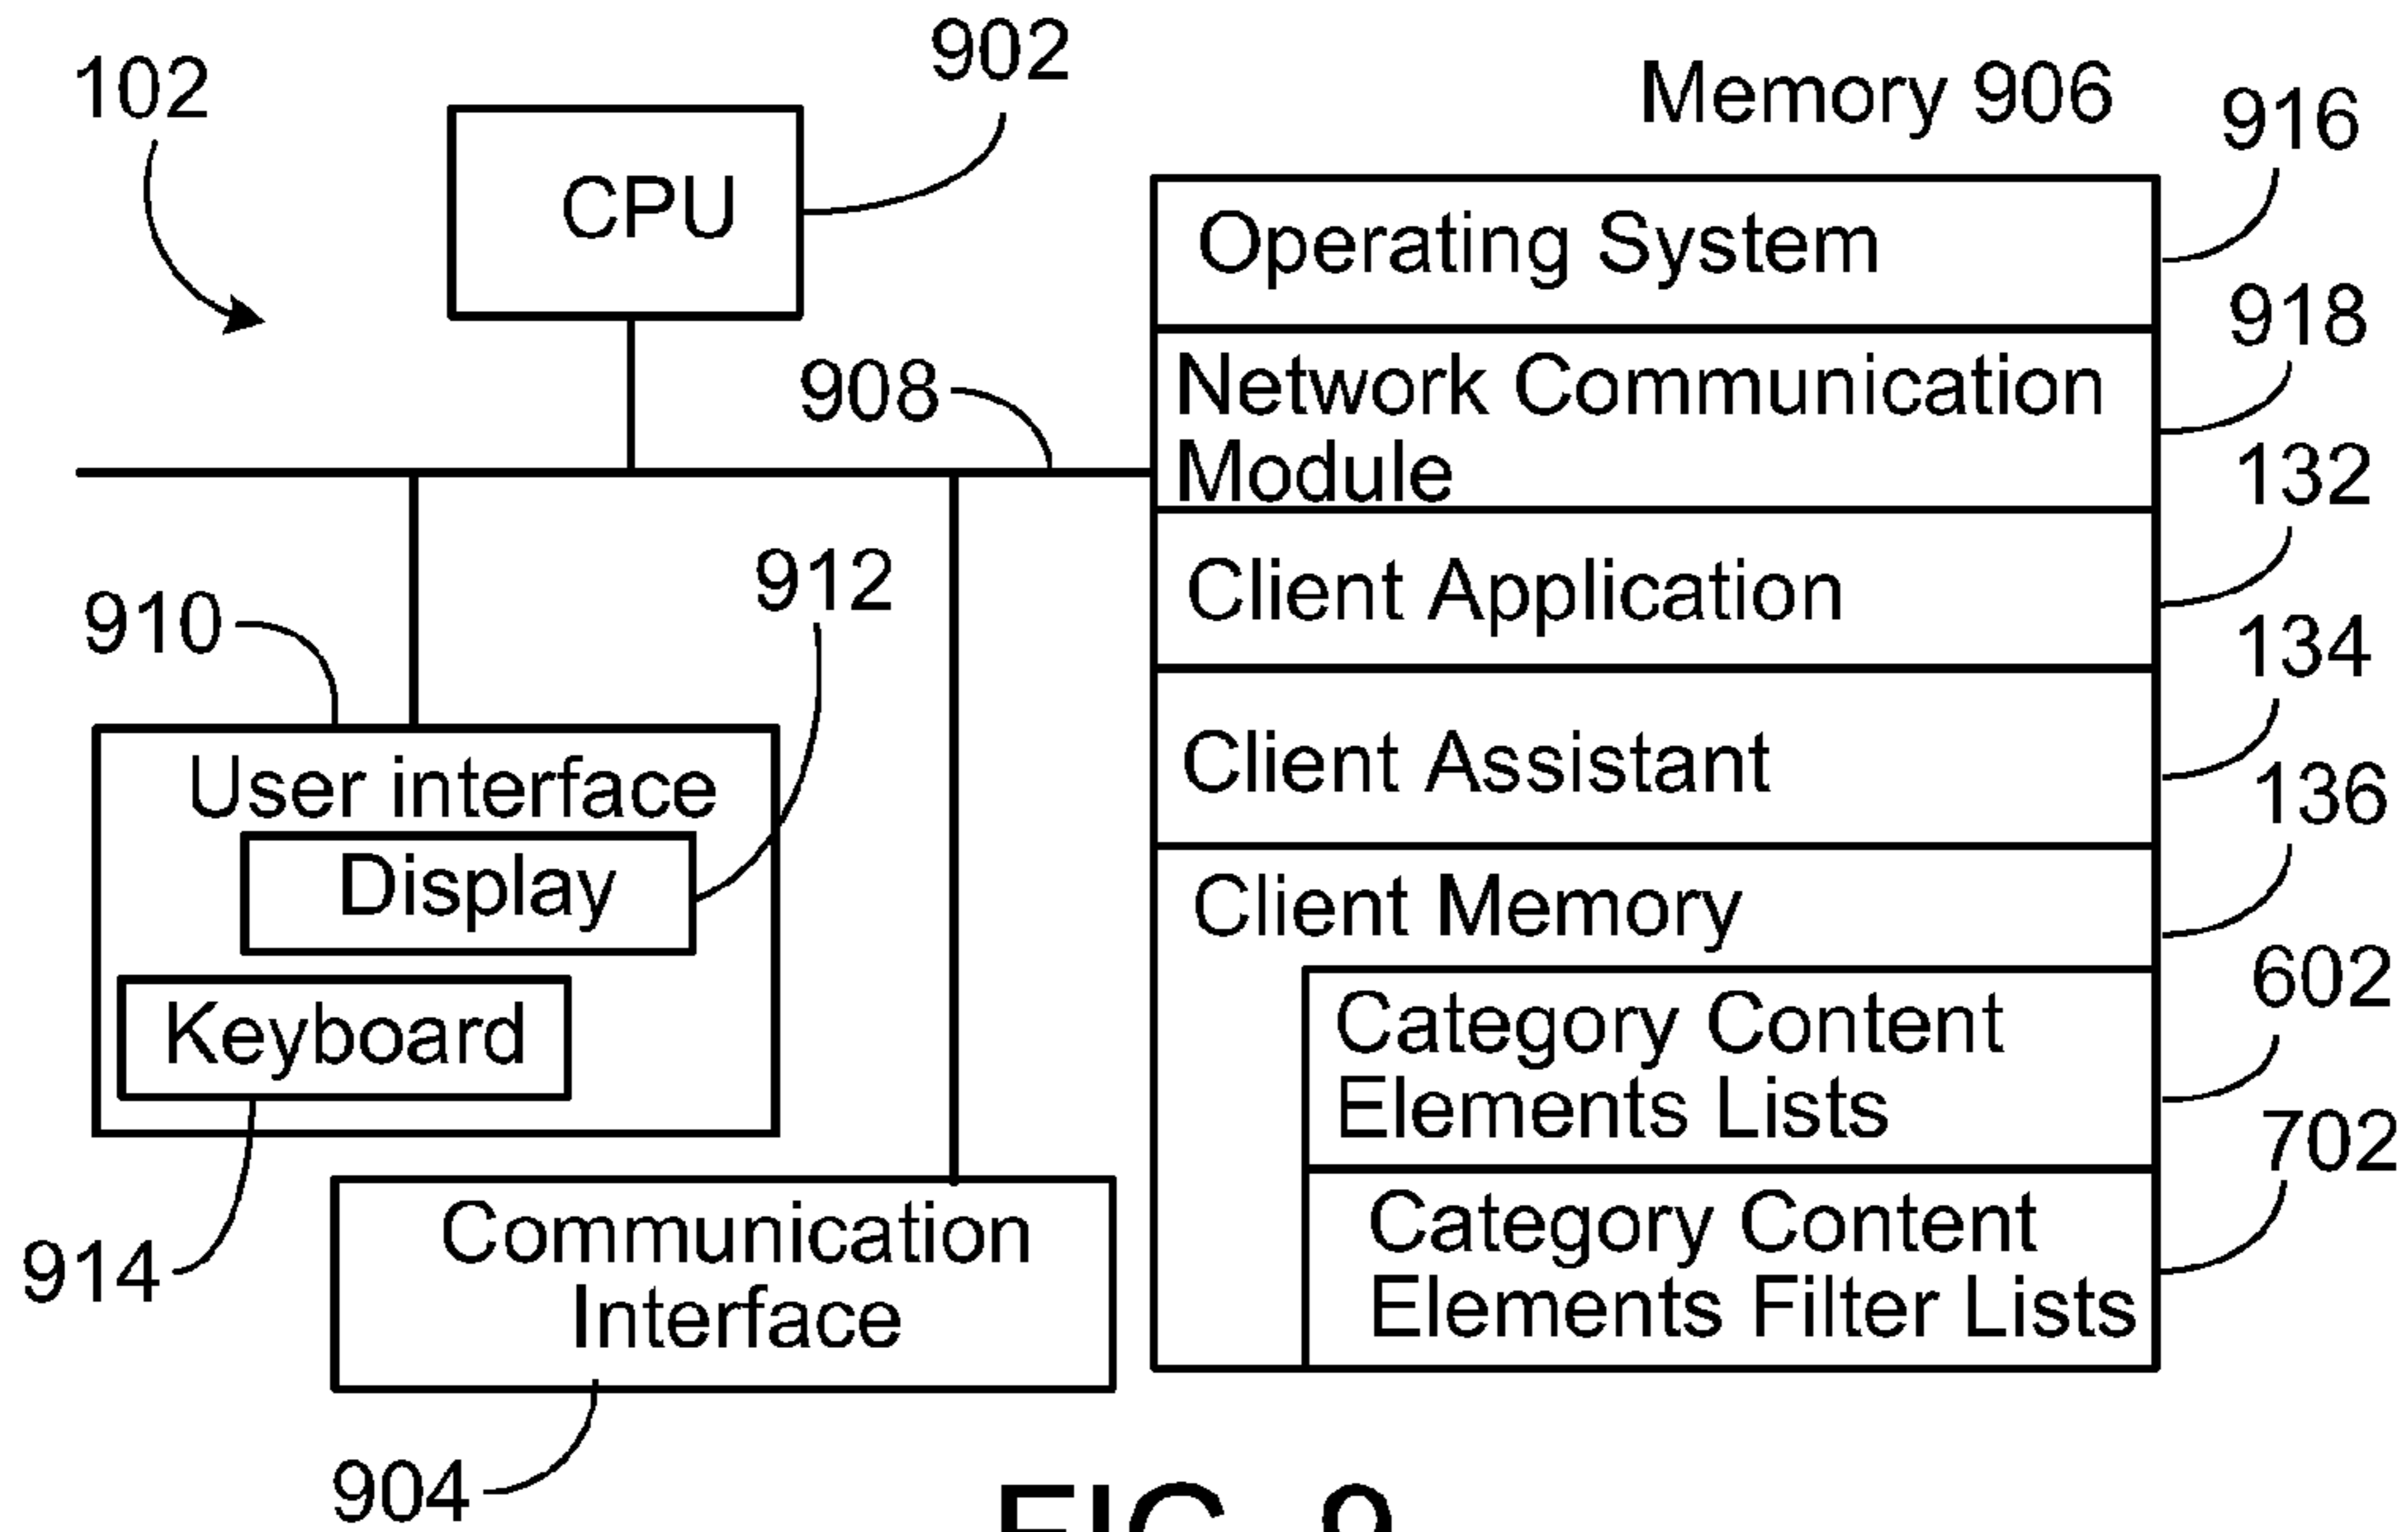 102
902
CPU
Memory 906
916
Operating System
918
Network Communication
Module
908
132
Client Application
912
910
134
Client Assistant
User interface
Display
136
Client Memory
Keyboard
602
Category Content
Elements Lists
702
Category Content
Elements Filter Lists
Communication
Interface
914
904
FIG. 9